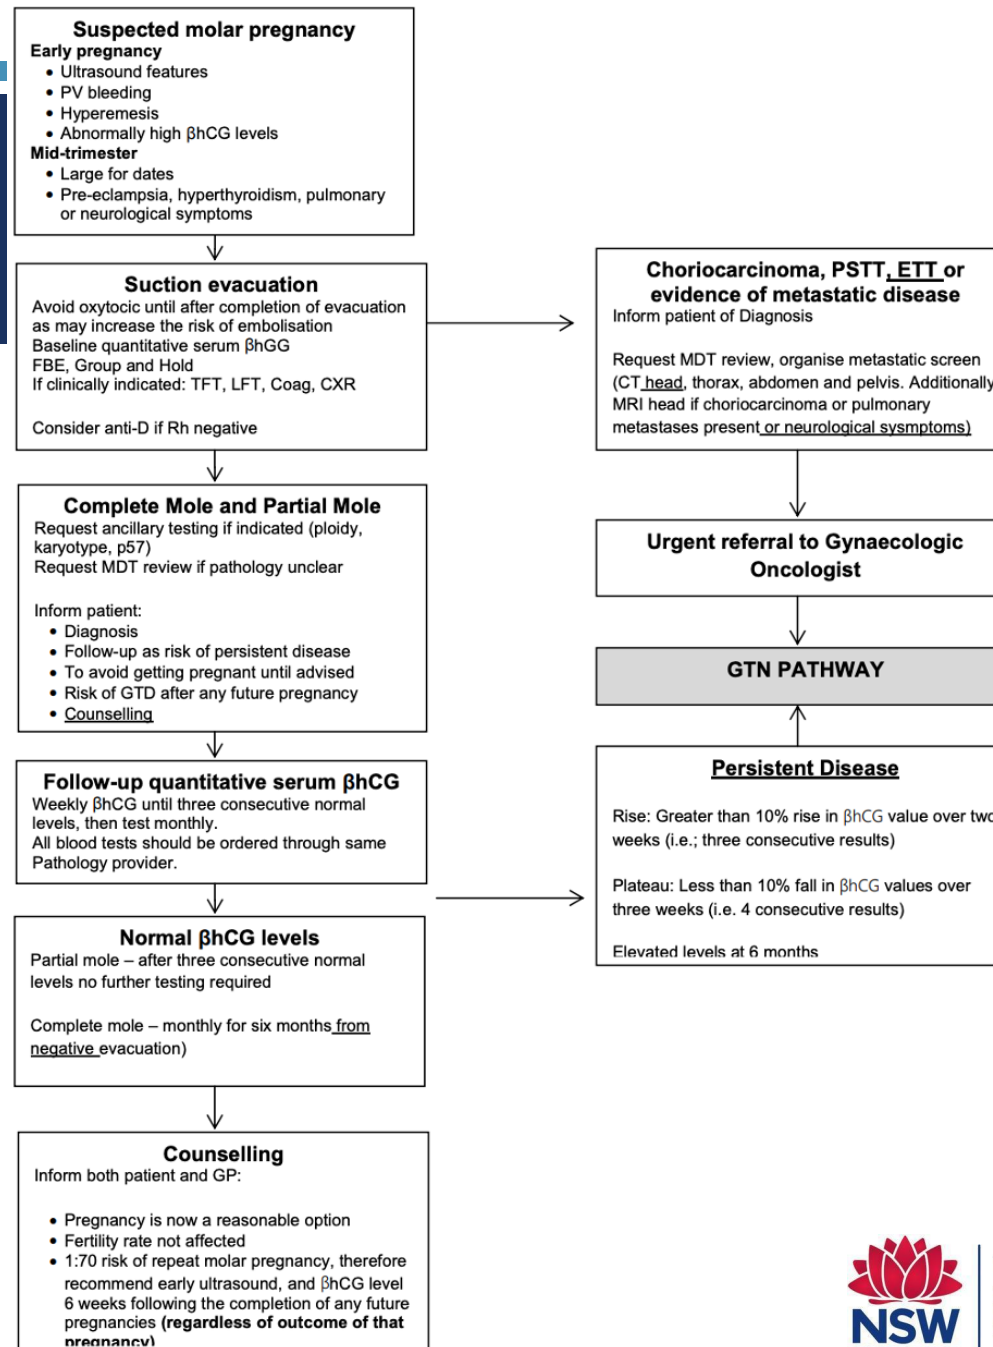 Suspected molar pregnancy
Early pregnancy
• Ultrasound features
• PV bleeding
• Hyperemesis
• Abnormally high βhCG levels
Mid-trimester
• Large for dates
• Pre-eclampsia, hyperthyroidism, pulmonary
or neurological symptoms
Suction evacuation
Avoid oxytocic until after completion of evacuation
as may increase the risk of embolisation
Baseline quantitative serum βhGG
FBE, Group and Hold
If clinically indicated: TFT, LFT, Coag, CXR
Consider anti-D if Rh negative
Complete Mole and Partial Mole
Request ancillary testing if indicated (ploidy,
karyotype, p57)
Request MDT review if pathology unclear
Inform patient:
• Diagnosis
• Follow-up as risk of persistent disease
• To avoid getting pregnant until advised
• Risk of GTD after any future pregnancy
• Counselling
Follow-up quantitative serum βhCG
Weekly βhCG until three consecutive normal
levels, then test monthly.
All blood tests should be ordered through same
Pathology provider.
Normal βhCG levels
Partial mole – after three consecutive normal
levels no further testing required
Complete mole – monthly for six months from
negative evacuation)
Counselling
Inform both patient and GP:
• Pregnancy is now a reasonable option
• Fertility rate not affected
• 1:70 risk of repeat molar pregnancy, therefore
recommend early ultrasound, and βhCG level
6 weeks following the completion of any future
pregnancies (regardless of outcome of that
pregnancy)
Choriocarcinoma, PSTT, ETT or
evidence of metastatic disease
Inform patient of Diagnosis
Request MDT review, organise metastatic screen
(CT head, thorax, abdomen and pelvis. Additionally
MRI head if choriocarcinoma or pulmonary
metastases present or neurological sysmptoms)
Urgent referral to Gynaecologic
Oncologist
GTN PATHWAY
Persistent Disease
Rise: Greater than 10% rise in βhCG value over two
weeks (i.e.; three consecutive results)
Plateau: Less than 10% fall in βhCG values over
three weeks (i.e. 4 consecutive results)
Elevated levels at 6 months
NSW